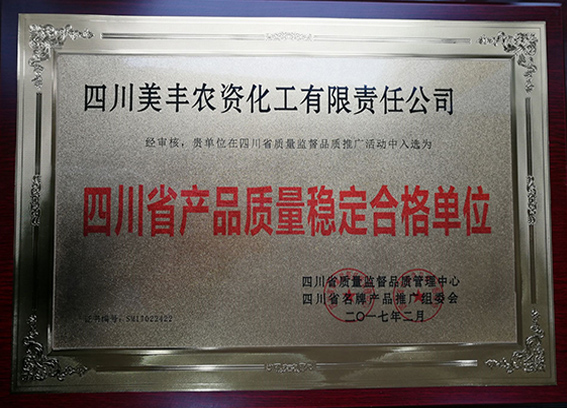 四川美丰农资化工有限责任公司
经审核，贵单位在四川省质量监督品质推广活动中入选为
四川省产品质量稳定合格单位
四川省质量监督品质管理中心
四川省名牌产品推广组委会
二〇一七年二月
证书编号：SM17022422